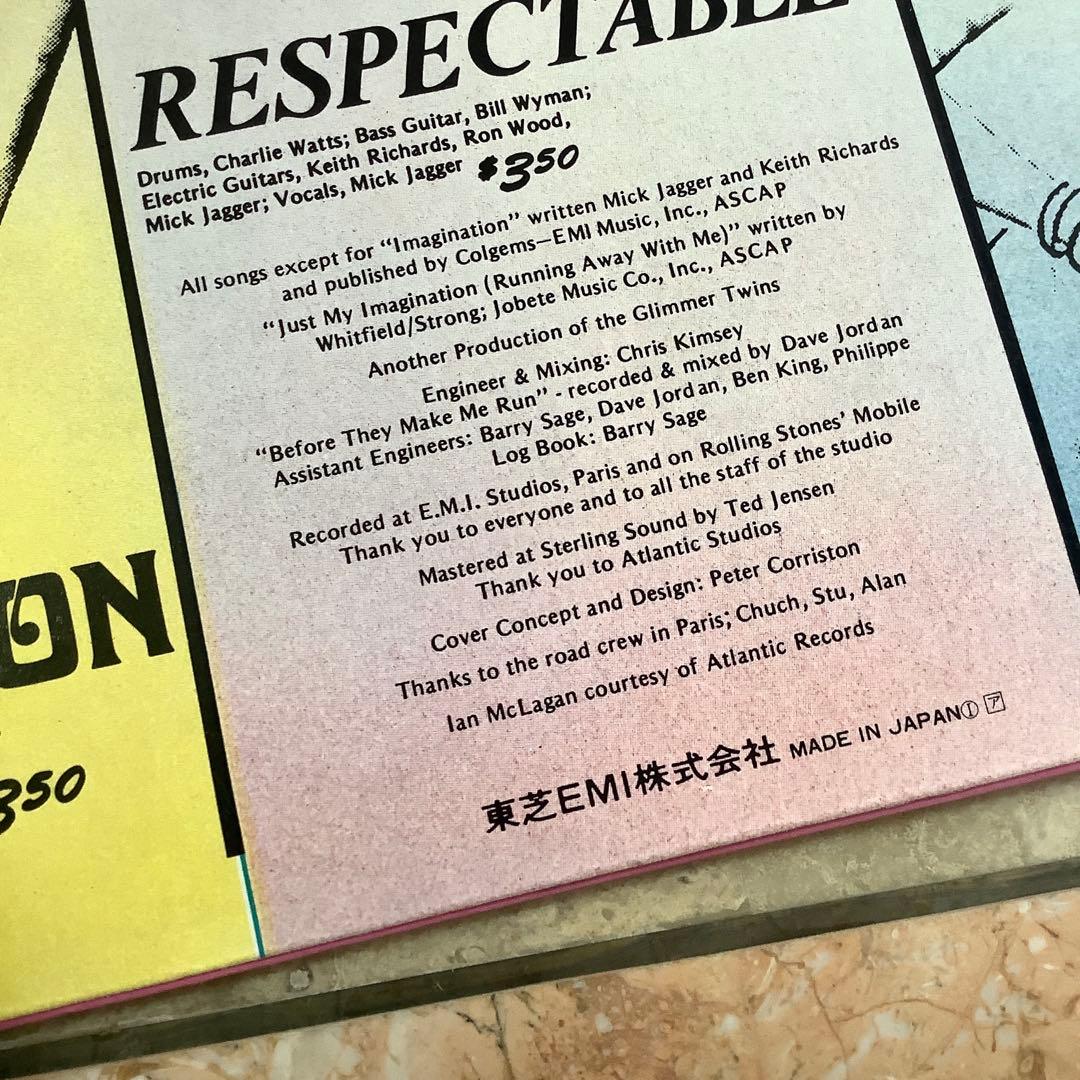 RESPECTABLE
Drums, Charlie Watts; Bass Guitar, Bill Wyman;
Electric Guitars, Keith Richards, Ron Wood,
Mick Jagger; Vocals, Mick Jagger $350
All songs except for “Imagination” written Mick Jagger and Keith Richards
and published by Colgems—EMI Music, Inc., ASCAP
“Just My Imagination (Running Away With Me)” written by
Whitfield/Strong; Jobete Music Co., Inc., ASCAP
Another Production of the Glimmer Twins
Engineer & Mixing: Chris Kimsey
“Before They Make Me Run” - recorded & mixed by Dave Jordan
Assistant Engineers: Barry Sage, Dave Jordan, Ben King, Philippe
Log Book: Barry Sage
Recorded at E.M.I. Studios, Paris and on Rolling Stones’ Mobile
Thank you to everyone and to all the staff of the studio
Mastered at Sterling Sound by Ted Jensen
Thank you to Atlantic Studios
Cover Concept and Design: Peter Corriston
Thanks to the road crew in Paris; Chuch, Stu, Alan
Ian McLagan courtesy of Atlantic Records
東芝EMI株式会社 MADE IN JAPAN Ⓘ ア
ON
350